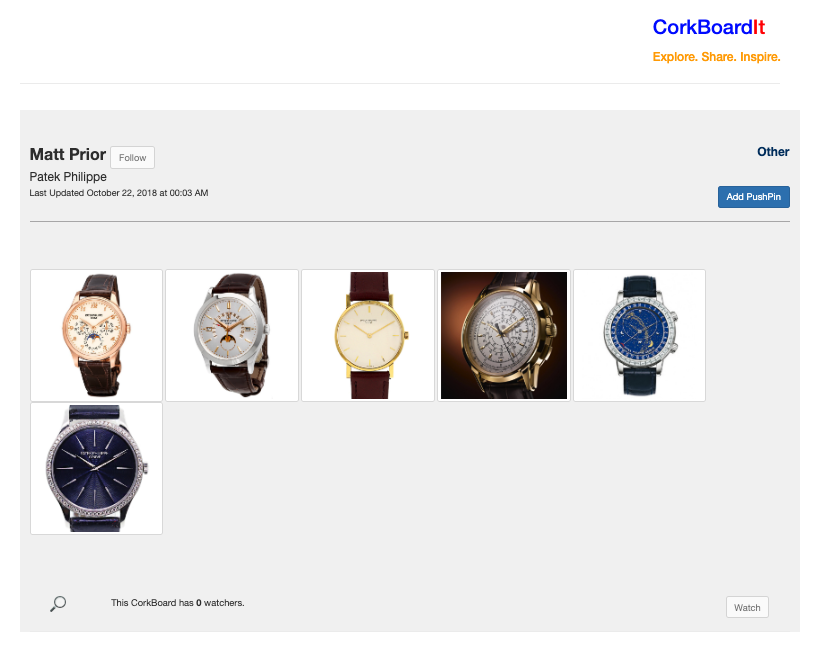 CorkBoardIt
Explore. Share. Inspire.
Matt Prior Follow
Other
Patek Philippe
Last Updated October 22, 2018 at 00:03 AM
Add PushPin
This CorkBoard has 0 watchers.
Watch